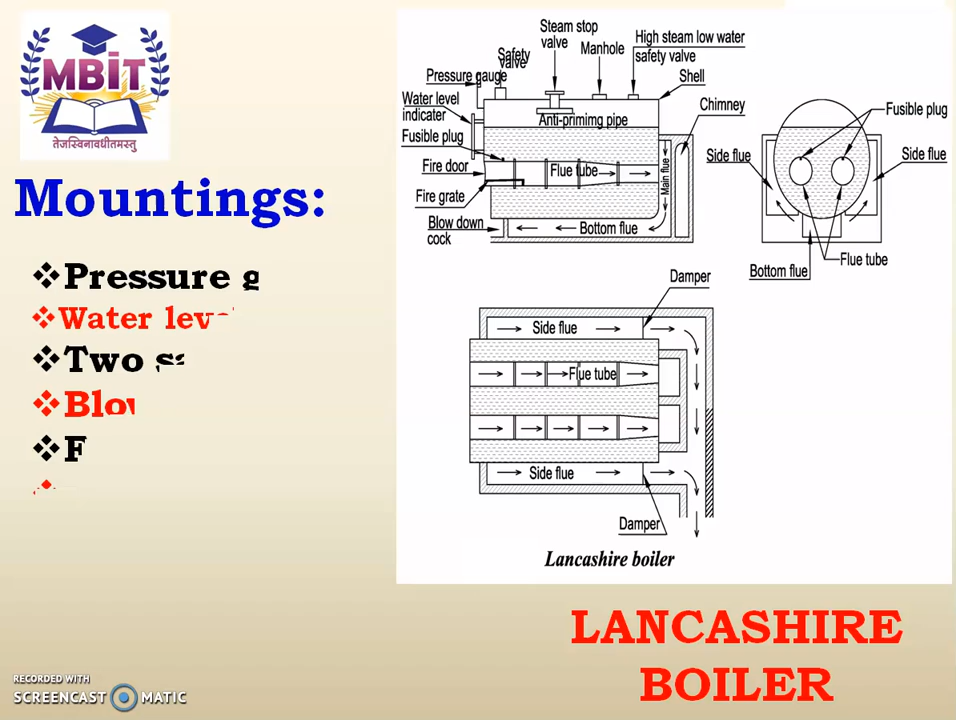 MBIT
तेजस्विनावधीतमस्तु
Mountings:
Pressure g
Water level
Two sa
Blow
F
Steam stop
valve
Safety
valve
Manhole
High steam low water
safety valve
Pressure gauge
Shell
Water level
indicater
Chimney
Anti-primimg pipe
Fusible plug
Fusible plug
Fire door
Flue tube
Main flue
Side flue
Side flue
Fire grate
Blow down
cock
Bottom flue
Flue tube
Bottom flue
Damper
Side flue
Flue tube
Side flue
Damper
Lancashire boiler
LANCASHIRE
BOILER
RECORDED WITH
SCREENCAST MATIC